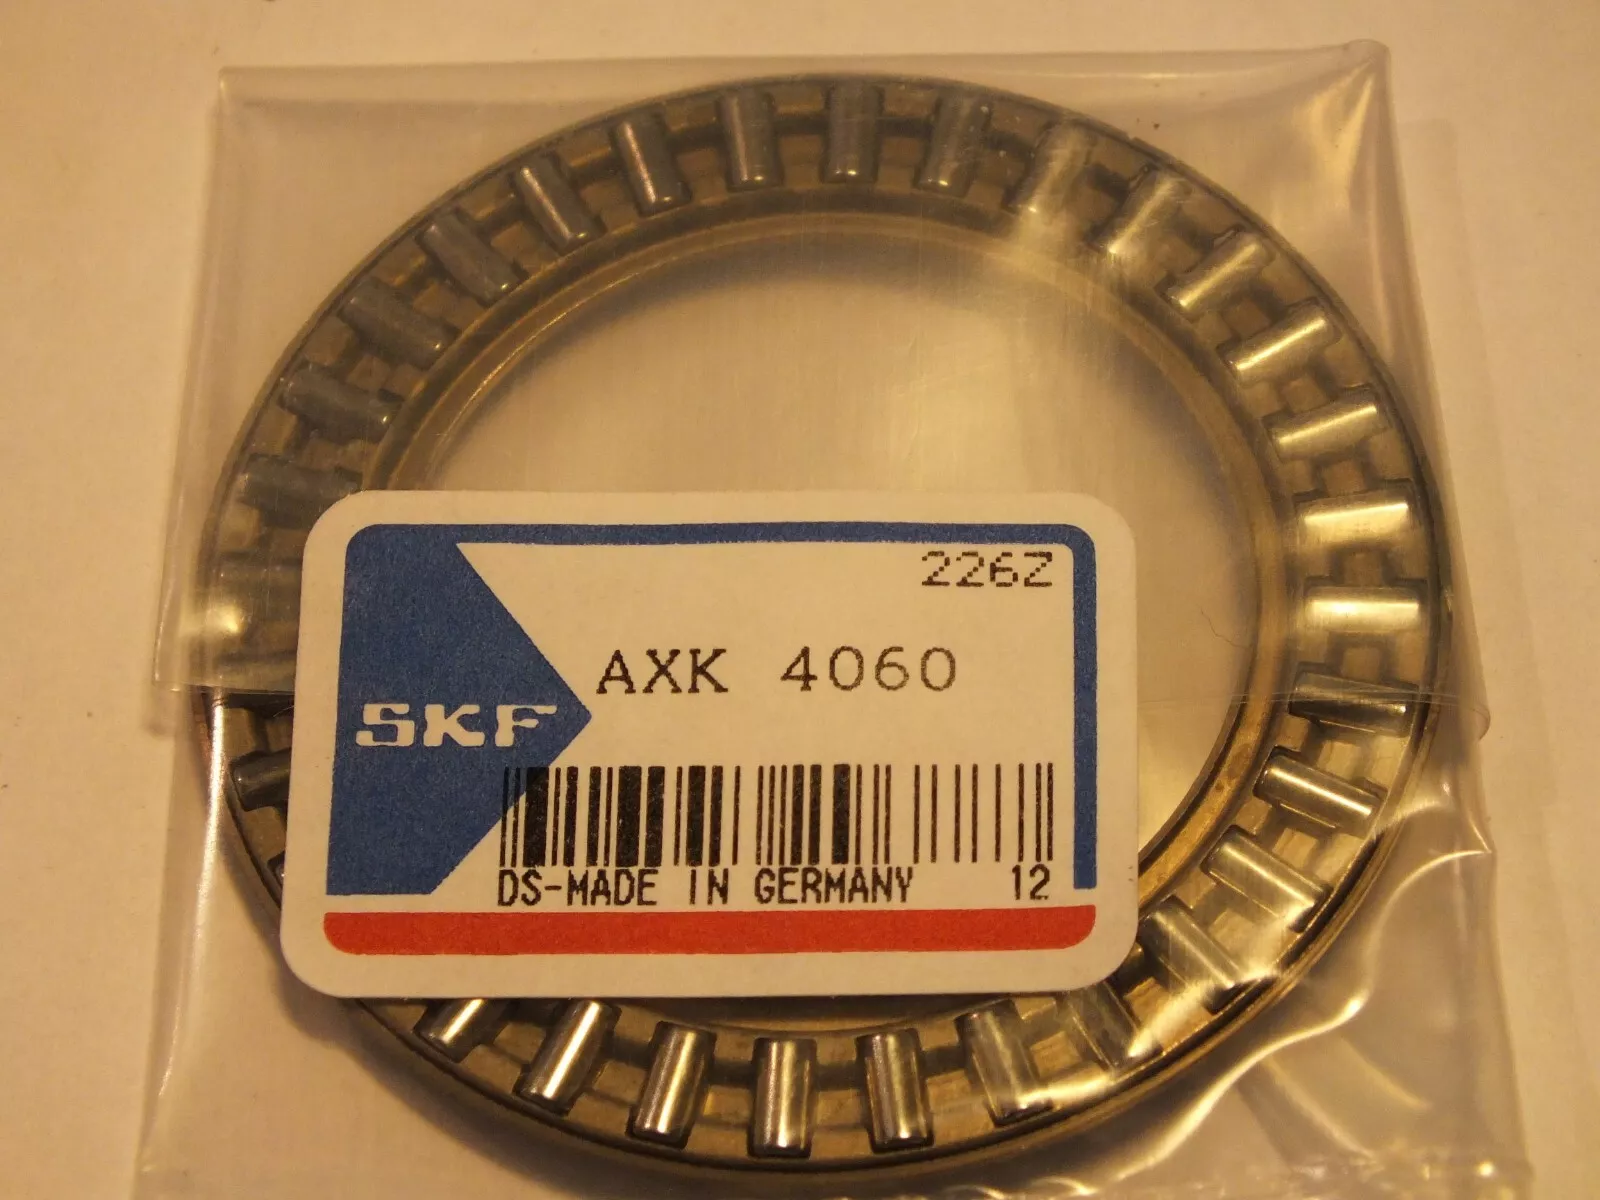 226Z
AXK 4060
SKF
DS-MADE IN GERMANY 12